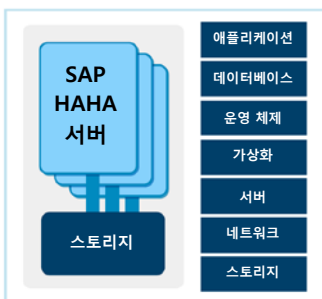 SAP
HAHA
서버
스토리지
애플리케이션
데이터베이스
운영 체제
가상화
서버
네트워크
스토리지